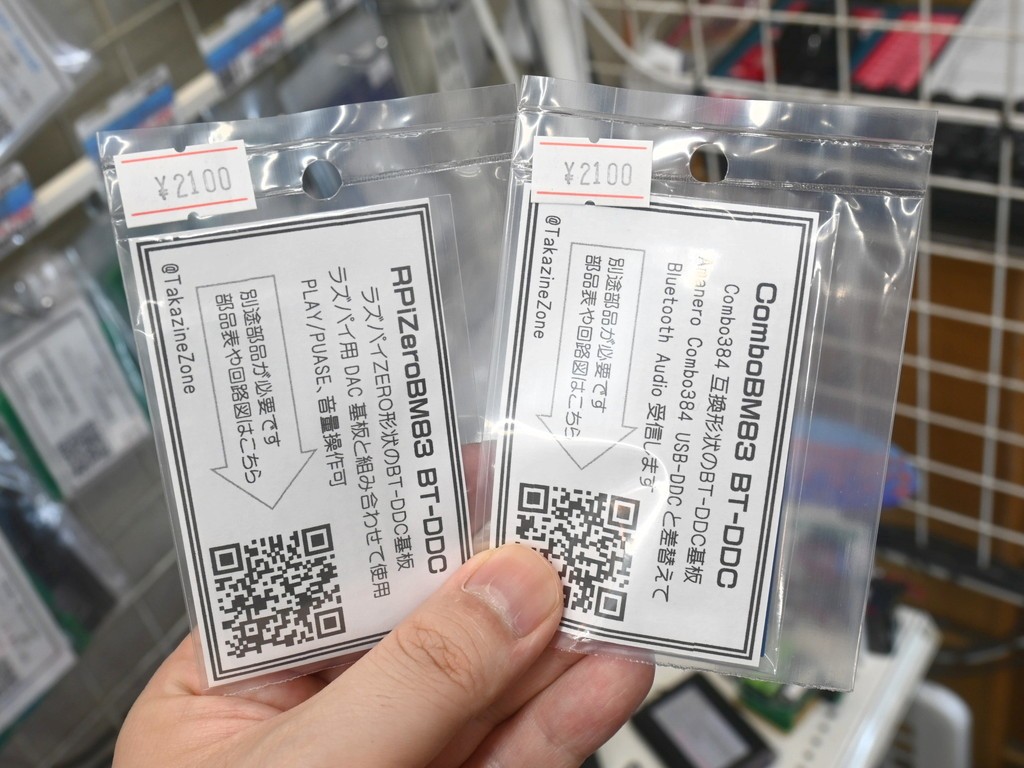 ¥2100
RPiZeroBM83 BT-DDC
ラズパイZERO形状のBT-DDC基板
ラズパイ用 DAC 基板と組み合わせて使用
PLAY/PUASE、音量操作可
別途部品が必要です
部品表や回路図はこちら
@TakazineZone
¥2100
ComboBM83 BT-DDC
Combo384 互換形状のBT-DDC基板
Amanero Combo384 USB-DDCと差替えて
Bluetooth Audio 受信します
別途部品が必要です
部品表や回路図はこちら
@TakazineZone